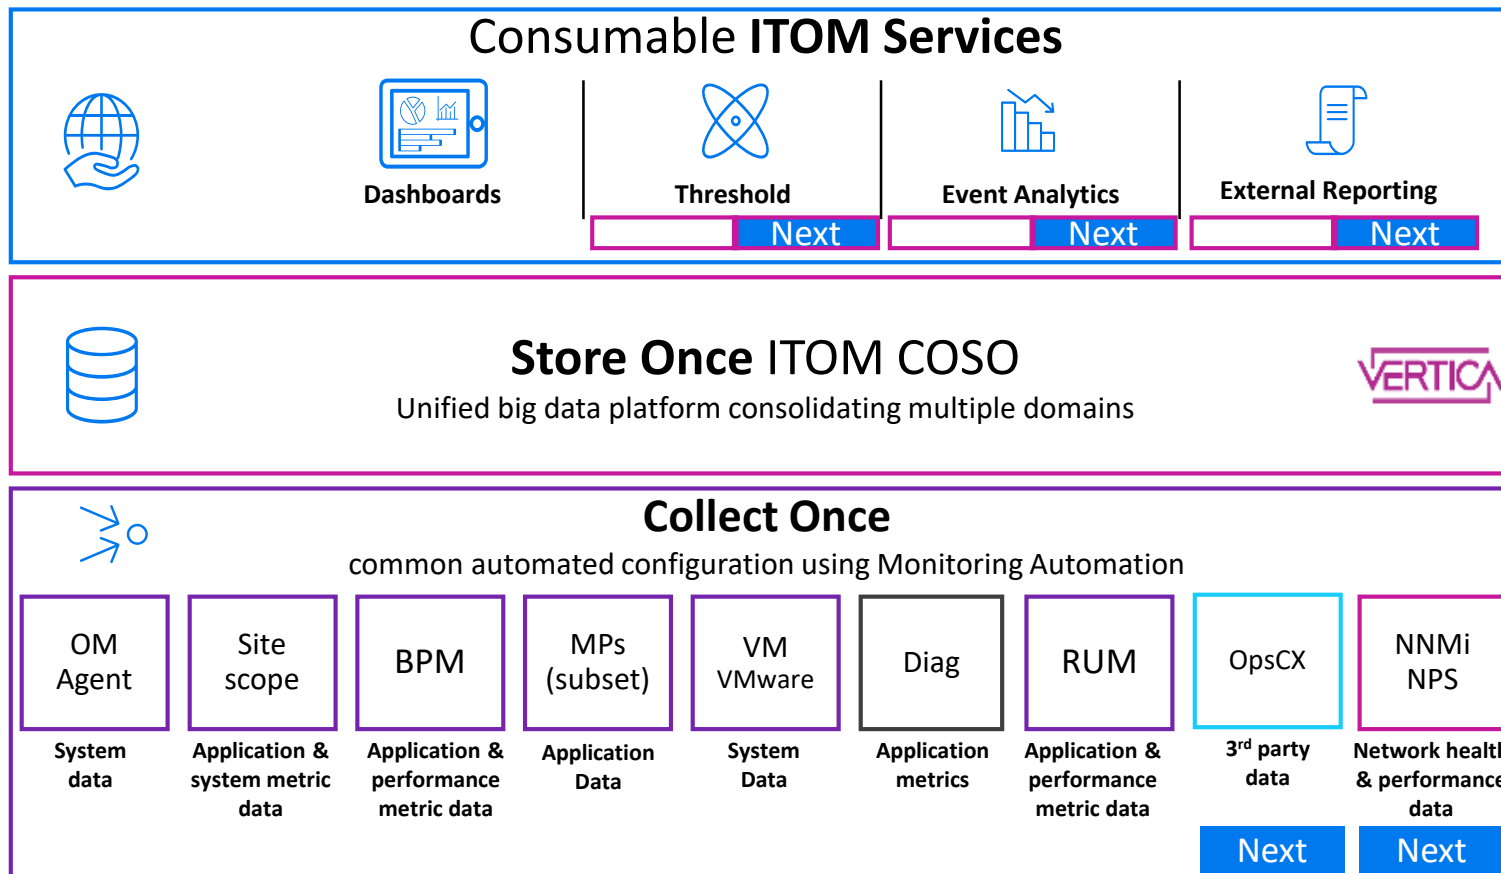 Consumable ITOM Services
Dashboards
Threshold
Event Analytics
External Reporting
Next
Next
Next
Store Once ITOM COSO
Unified big data platform consolidating multiple domains
VERTICA
Collect Once
common automated configuration using Monitoring Automation
OM
Agent
Site
scope
BPM
MPs
(subset)
VM
VMware
Diag
RUM
OpsCX
NNMi
NPS
System
data
Application &
system metric
data
Application &
performance
metric data
Application
Data
System
Data
Application
metrics
Application &
performance
metric data
3rd party
data
Network health
& performance
data
Next
Next